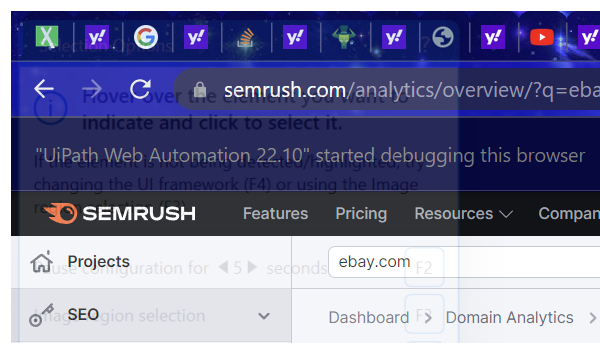 Selection Options
?
semrush.com/analytics/overview/?q=eba
Hover over the element you want to
indicate and click to select it.
"UiPath Web Automation 22.10" started debugging this browser
If the element is not being detected/highlighted, try
changing the UI framework (F4) or using the Image
SEMRUSH Features Pricing Resources Compan
Projects ebay.com
use configuration for 5 seconds F2
SEO Dashboard Domain Analytics
Image region selection F3